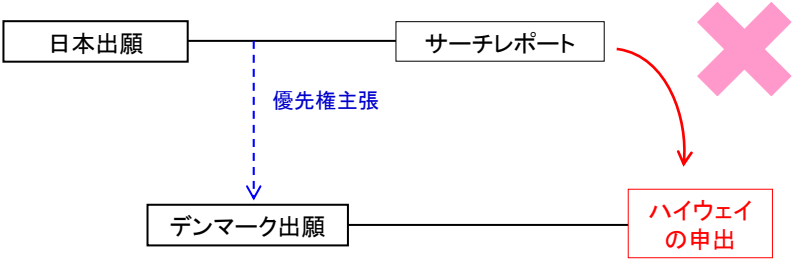 日本出願
サーチレポート
優先権主張
デンマーク出願
ハイウェイ
の申出